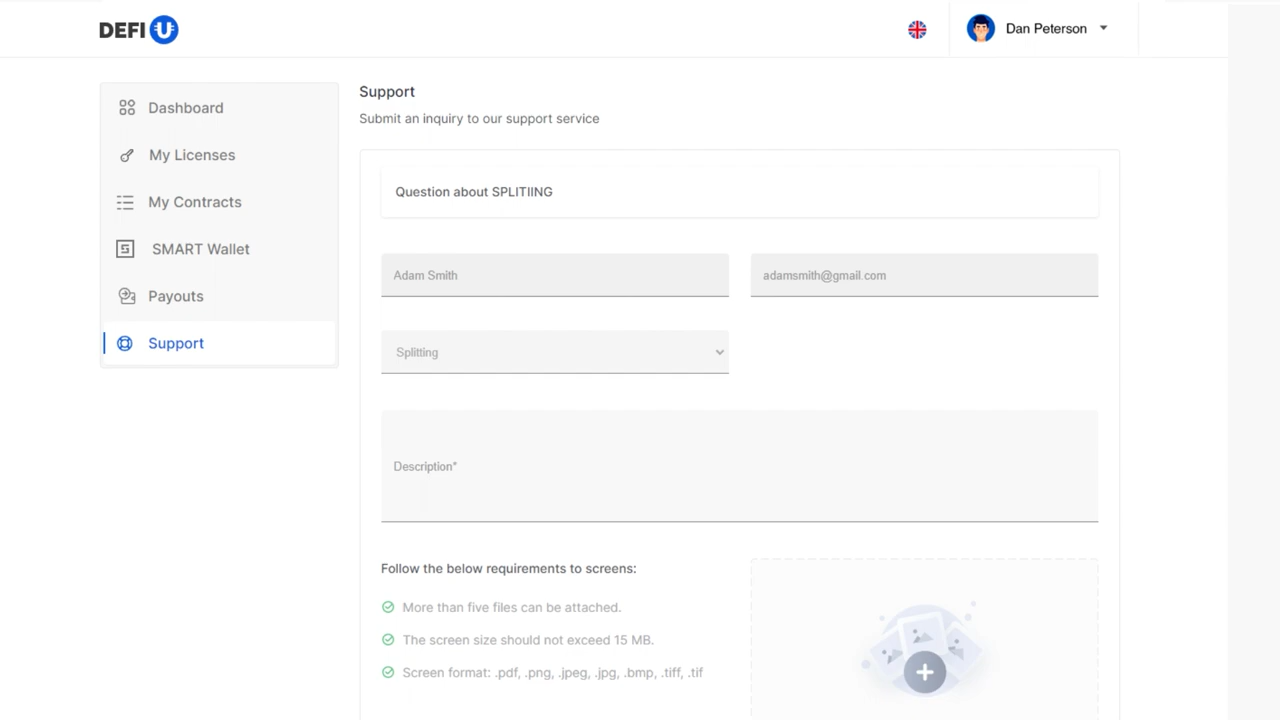 DEFI U
Dan Peterson
Dashboard
My Licenses
My Contracts
SMART Wallet
Payouts
Support
Support
Submit an inquiry to our support service
Question about SPLITIING
Adam Smith
adamsmith@gmail.com
Splitting
Description*
Follow the below requirements to screens:
More than five files can be attached.
The screen size should not exceed 15 MB.
Screen format: .pdf, .png, .jpeg, .jpg, .bmp, .tiff, .tif